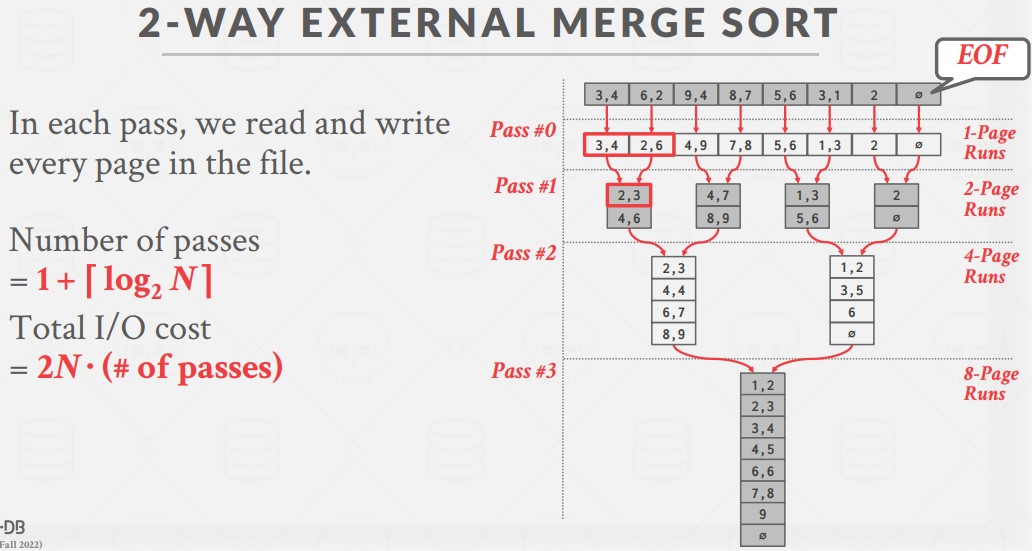 2-WAY EXTERNAL MERGE SORT
EOF
In each pass, we read and write
every page in the file.
Number of passes
= 1 + ⌈ log₂ N ⌉
Total I/O cost
= 2N · (# of passes)
3,4 6,2 9,4 8,7 5,6 3,1 2 ∅
Pass #0
3,4 2,6 4,9 7,8 5,6 1,3 2 ∅
1-Page
Runs
Pass #1
2,3 4,7 1,3 2
4,6 8,9 5,6 ∅
2-Page
Runs
Pass #2
2,3 1,2
4,4 3,5
6,7 6
8,9 ∅
4-Page
Runs
Pass #3
1,2
2,3
3,4
4,5
6,6
7,8
9
∅
8-Page
Runs
·DB
Fall 2022)